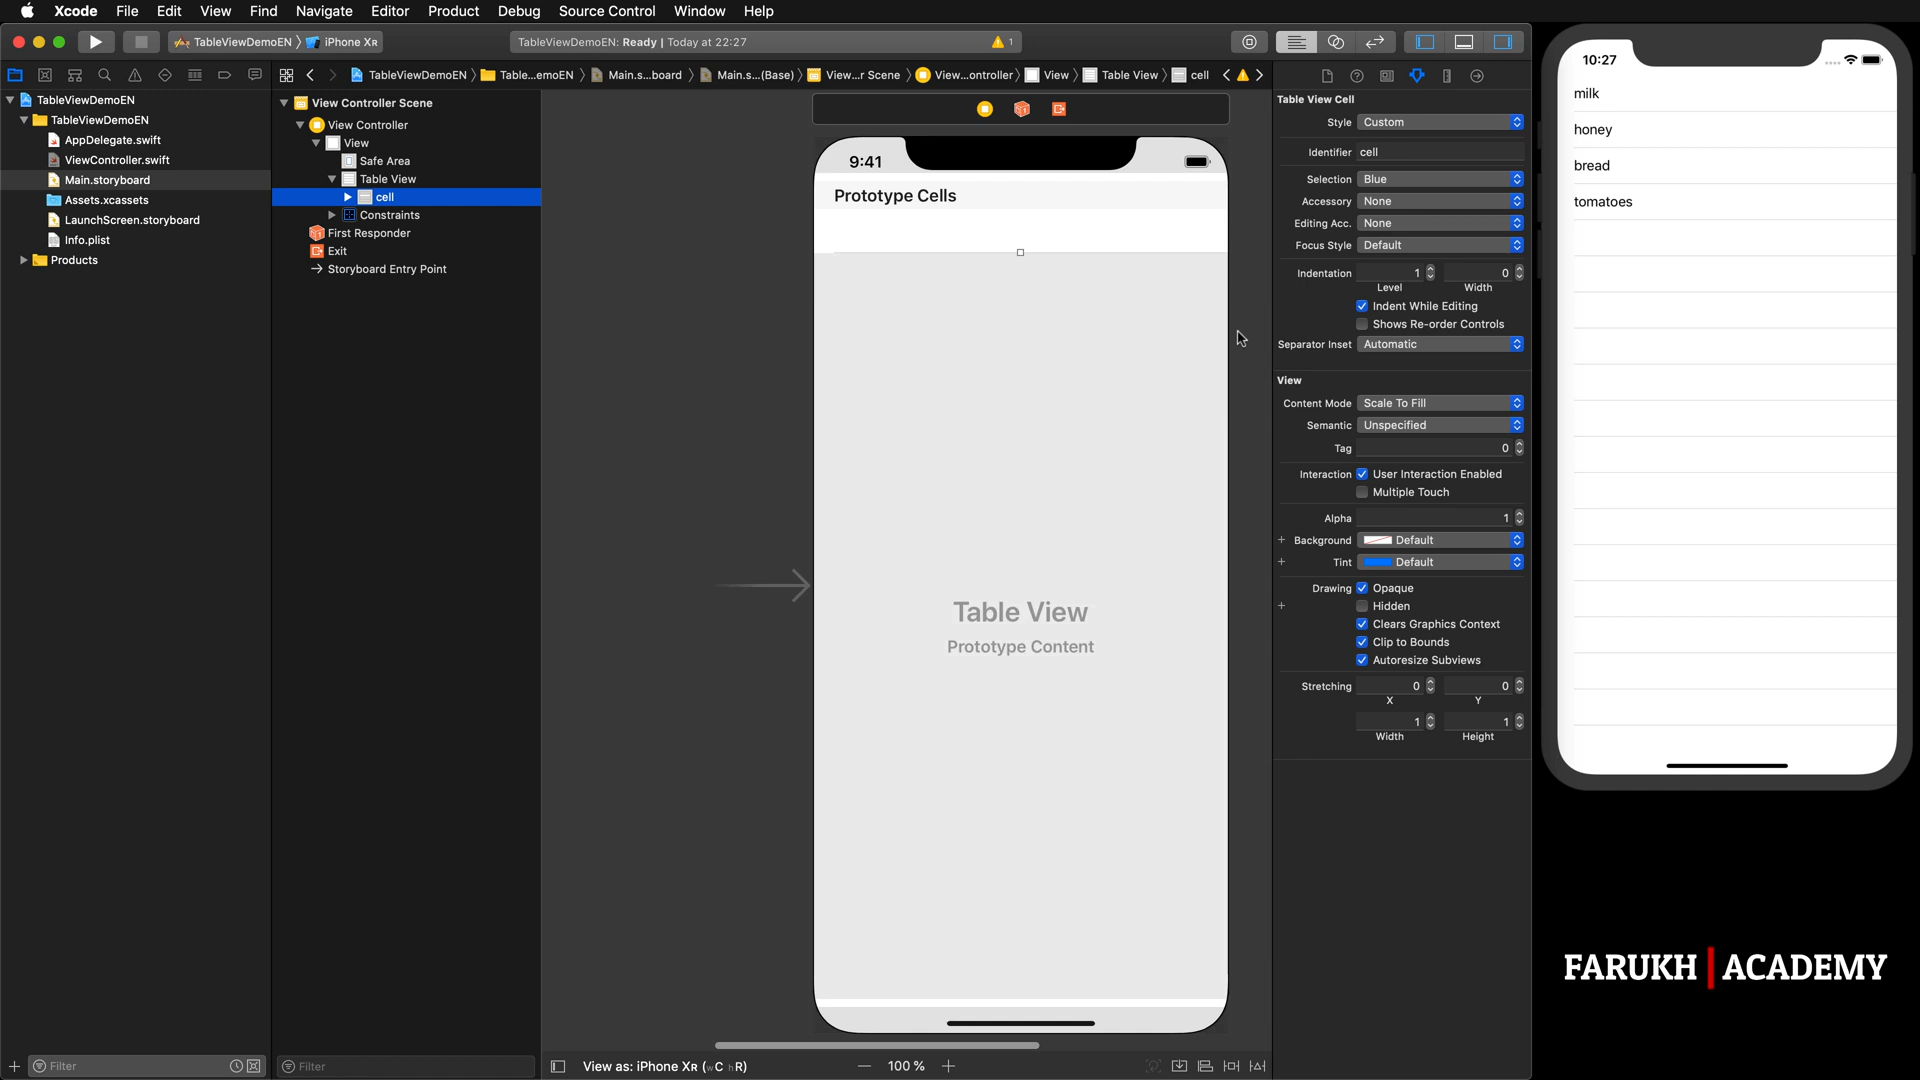 Xcode File Edit View Find Navigate Editor Product Debug Source Control Window Help
TableViewDemoEN iPhone XR
TableViewDemoEN: Ready | Today at 22:27
1
TableViewDemoEN Table...emoEN Main.s...board Main.s...(Base) View...r Scene View...ontroller View Table View cell
TableViewDemoEN
TableViewDemoEN
AppDelegate.swift
ViewController.swift
Main.storyboard
Assets.xcassets
LaunchScreen.storyboard
Info.plist
Products
Filter
View Controller Scene
View Controller
View
Safe Area
Table View
cell
Constraints
First Responder
Exit
Storyboard Entry Point
Filter
9:41
Prototype Cells
Table View
Prototype Content
View as: iPhone XR (wC hR)
100 %
Table View Cell
Style Custom
Identifier cell
Selection Blue
Accessory None
Editing Acc. None
Focus Style Default
Indentation 1 0
Level Width
Indent While Editing
Shows Re-order Controls
Separator Inset Automatic
View
Content Mode Scale To Fill
Semantic Unspecified
Tag 0
Interaction User Interaction Enabled
Multiple Touch
Alpha 1
Background Default
Tint Default
Drawing Opaque
Hidden
Clears Graphics Context
Clip to Bounds
Autoresize Subviews
Stretching 0 0
X Y
1 1
Width Height
10:27
milk
honey
bread
tomatoes
FARUKH | ACADEMY